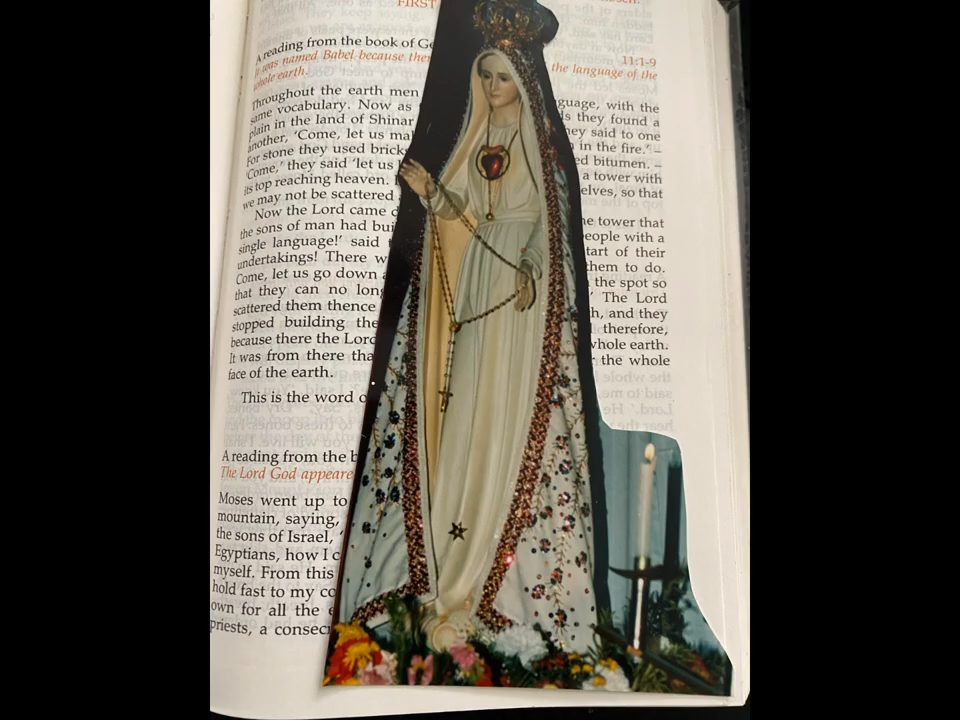 FIRST
A reading from the book of Ge 11:1-9
It was named Babel because ther the language of the
whole earth.
Throughout the earth men guage, with the
same vocabulary. Now as they found a
plain in the land of Shinar hey said to one
another, 'Come, let us mak in the fire.' –
For stone they used brick ed bitumen. –
'Come,' they said 'let us a tower with
its top reaching heaven. elves, so that
we may not be scattered
Now the Lord came d he tower that
the sons of man had bui people with a
single language!' said tart of their
undertakings! There w them to do.
Come, let us go down a the spot so
that they can no long ' The Lord
scattered them thence h, and they
stopped building the therefore,
because there the Lord whole earth.
It was from there tha the whole
face of the earth.
This is the word o
A reading from the b
The Lord God appeare
Moses went up to
mountain, saying,
the sons of Israel, '
Egyptians, how I c
myself. From this
hold fast to my co
own for all the e
priests, a consecr